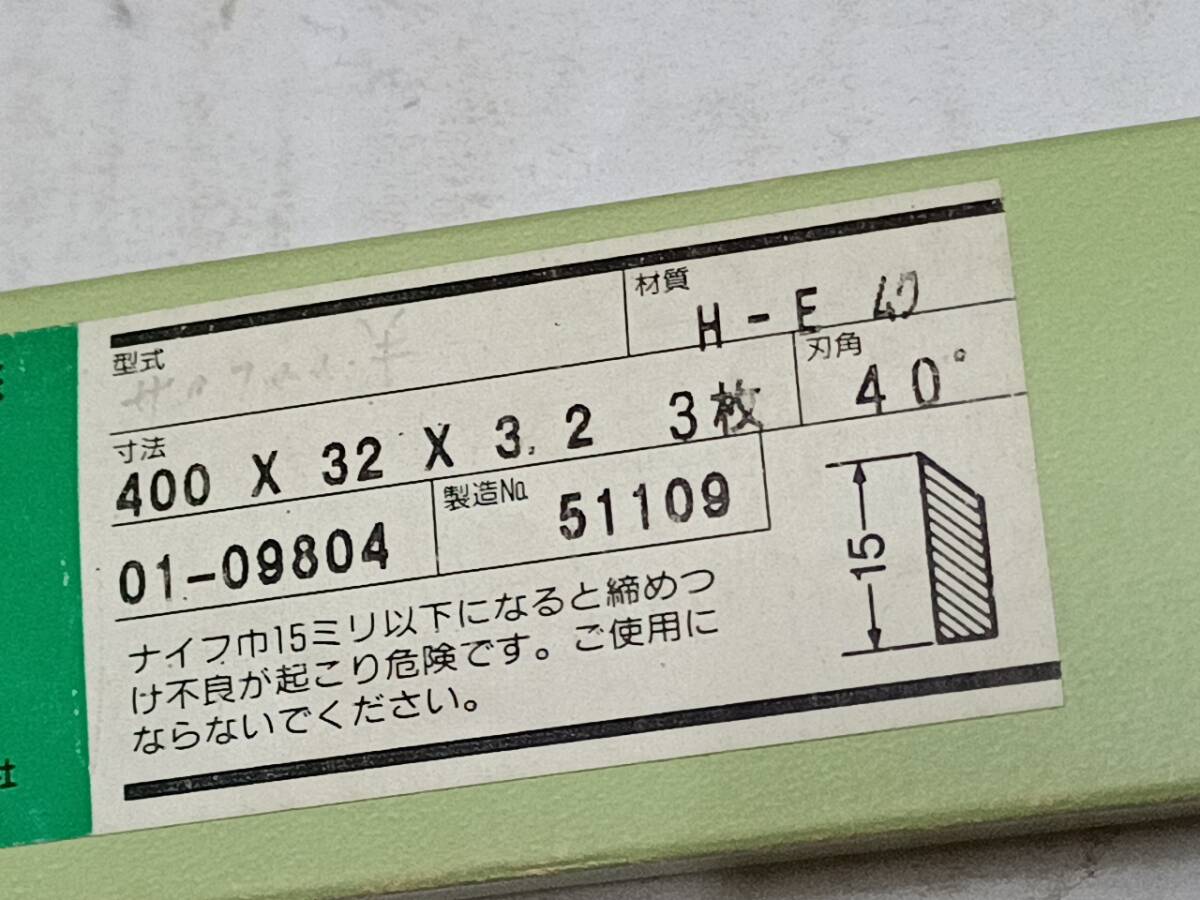 材質
H-E 40
型式
刃角
40°
寸法
400 X 32 X 3.2 3枚
製造No.
51109
01-09804
15
ナイフ巾15ミリ以下になると締めつ
け不良が起こり危険です。ご使用に
ならないでください。
社